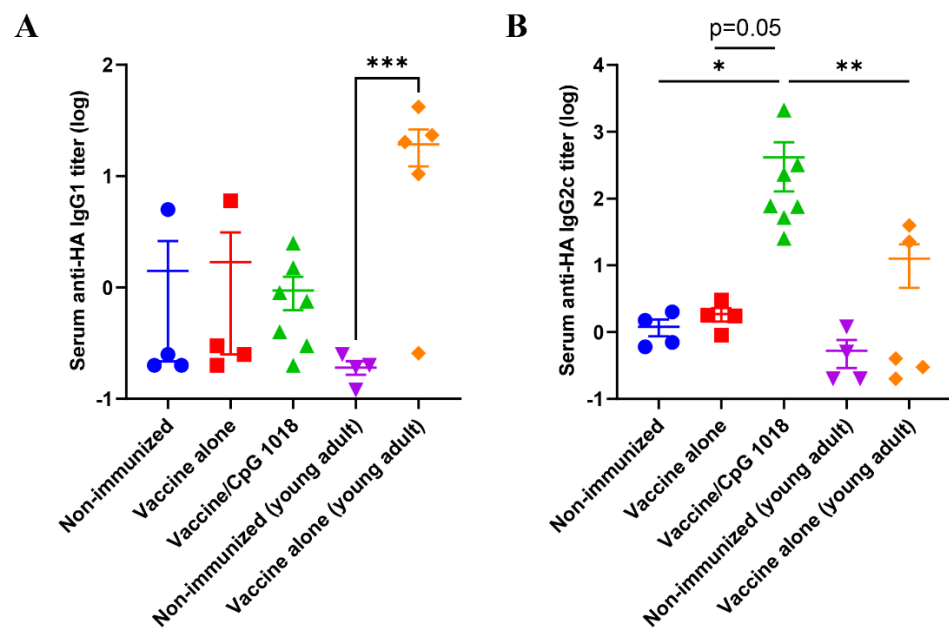 A
Serum anti-HA IgG1 titer (log)
2
1
0
-1
***
Non-immunized
Vaccine alone
Vaccine/CpG 1018
Non-immunized (young adult)
Vaccine alone (young adult)
B
Serum anti-HA IgG2c titer (log)
4
3
2
1
0
-1
p=0.05
*
**
Non-immunized
Vaccine alone
Vaccine/CpG 1018
Non-immunized (young adult)
Vaccine alone (young adult)